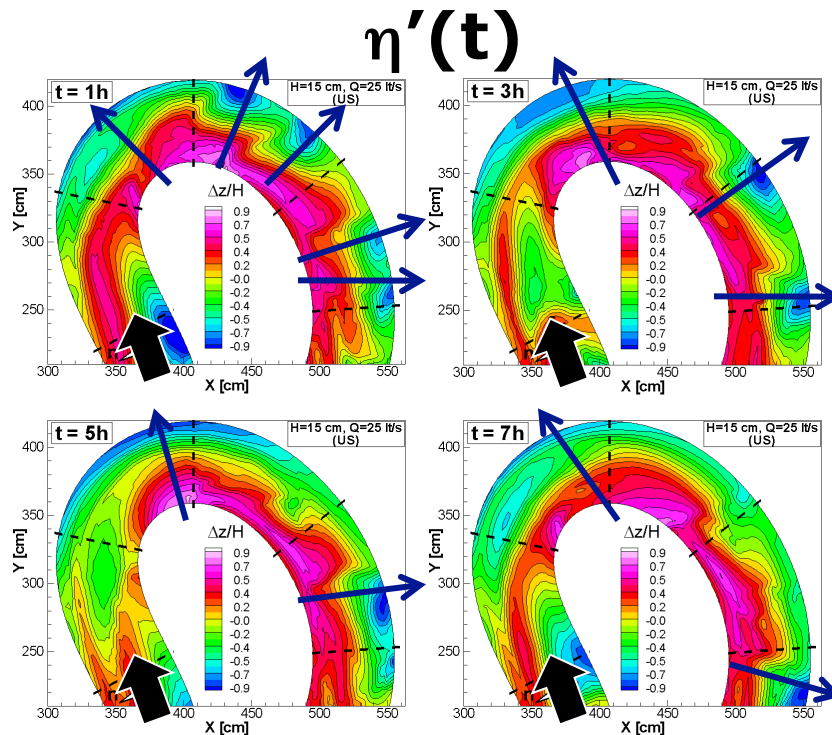 η’(t)
t = 1h
H=15 cm, Q=25 lt/s
(US)
Δz/H
0.9
0.7
0.5
0.4
0.2
-0.0
-0.2
-0.4
-0.5
-0.7
-0.9
Y [cm]
400
350
300
250
300 350 400 450 500 550
X [cm]
t = 3h
H=15 cm, Q=25 lt/s
(US)
Δz/H
0.9
0.7
0.5
0.4
0.2
-0.0
-0.2
-0.4
-0.5
-0.7
-0.9
Y [cm]
400
350
300
250
300 350 400 450 500 550
X [cm]
t = 5h
H=15 cm, Q=25 lt/s
(US)
Δz/H
0.9
0.7
0.5
0.4
0.2
-0.0
-0.2
-0.4
-0.5
-0.7
-0.9
Y [cm]
400
350
300
250
300 350 400 450 500 550
X [cm]
t = 7h
H=15 cm, Q=25 lt/s
(US)
Δz/H
0.9
0.7
0.5
0.4
0.2
-0.0
-0.2
-0.4
-0.5
-0.7
-0.9
Y [cm]
400
350
300
250
300 350 400 450 500 550
X [cm]